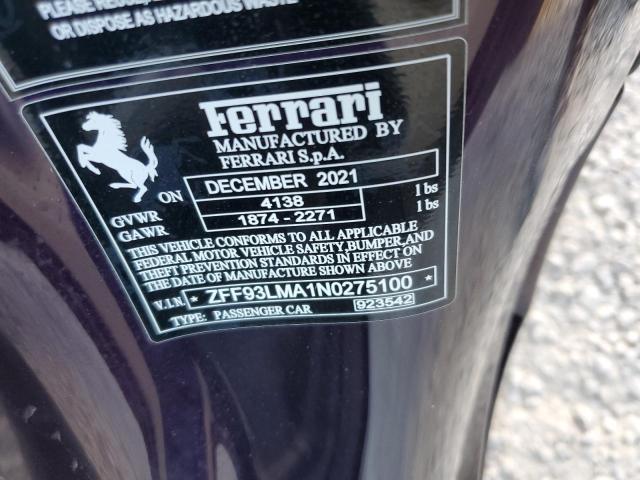 PLEASE REDUCE,
OR DISPOSE AS HAZARDOUS WASTE
Ferrari
MANUFACTURED BY
FERRARI S.p.A.
ON DECEMBER 2021
GVWR 4138 lbs
GAWR 1874 - 2271 lbs
THIS VEHICLE CONFORMS TO ALL APPLICABLE
FEDERAL MOTOR VEHICLE SAFETY,BUMPER,AND
THEFT PREVENTION STANDARDS IN EFFECT ON
THE DATE OF MANUFACTURE SHOWN ABOVE
V.I.N. * ZFF93LMA1N0275100 *
TYPE: PASSENGER CAR 923542